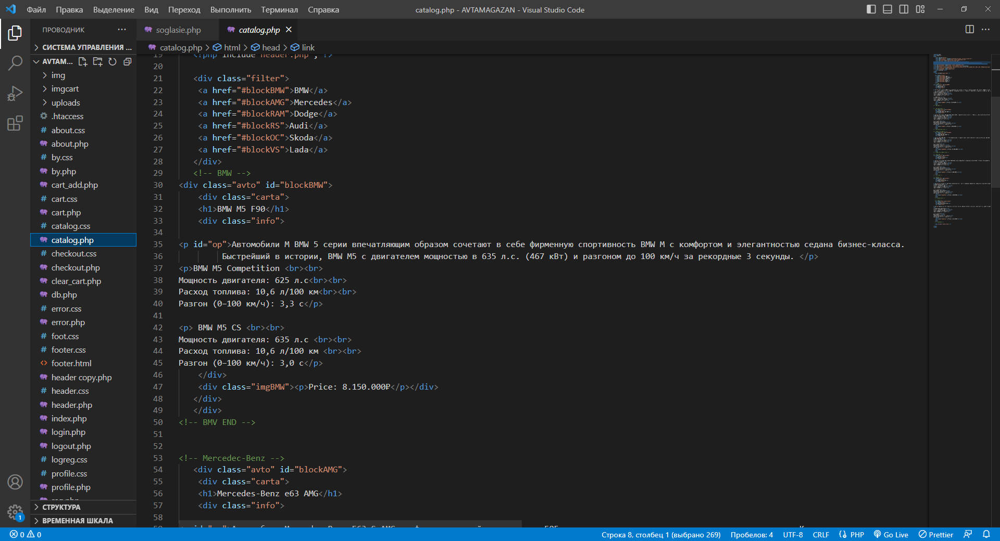 Файл Правка Выделение Вид Переход Выполнить Терминал Справка
catalog.php - AVTAMAGAZAN - Visual Studio Code
ПРОВОДНИК
СИСТЕМА УПРАВЛЕНИЯ ...
AVTAM...
img
imgcart
uploads
.htaccess
about.css
about.php
by.css
by.php
cart_add.php
cart.css
cart.php
catalog.css
catalog.php
checkout.css
checkout.php
clear_cart.php
db.php
error.css
error.php
foot.css
footer.css
footer.html
header copy.php
header.css
header.php
index.php
login.php
logout.php
logreg.css
profile.css
profile.php
СТРУКТУРА
ВРЕМЕННАЯ ШКАЛА
soglasie.php
catalog.php
catalog.php > html > head > link
19 <?php include header.php ; ?>
20
21 <div class="filter">
22 <a href="#blockBMW">BMW</a>
23 <a href="#blockAMG">Mercedes</a>
24 <a href="#blockRAM">Dodge</a>
25 <a href="#blockRS">Audi</a>
26 <a href="#blockOC">Skoda</a>
27 <a href="#blockVS">Lada</a>
28 </div>
29 <!-- BMW -->
30 <div class="avto" id="blockBMW">
31 <div class="carta">
32 <h1>BMW M5 F90</h1>
33 <div class="info">
34
35 <p id="op">Автомобили M BMW 5 серии впечатляющим образом сочетают в себе фирменную спортивность BMW M с комфортом и элегантностью седана бизнес-класса.
36 Быстрейший в истории, BMW M5 с двигателем мощностью в 635 л.с. (467 кВт) и разгоном до 100 км/ч за рекордные 3 секунды. </p>
37 <p>BMW M5 Competition <br><br>
38 Мощность двигателя: 625 л.с<br><br>
39 Расход топлива: 10,6 л/100 км<br><br>
40 Разгон (0–100 км/ч): 3,3 с</p>
41
42 <p> BMW M5 CS <br><br>
43 Мощность двигателя: 635 л.с <br><br>
44 Расход топлива: 10,6 л/100 км <br><br>
45 Разгон (0–100 км/ч): 3,0 с</p>
46 </div>
47 <div class="imgBMW"><p>Price: 8.150.000₽</p></div>
48 </div>
49 </div>
50 <!-- BMV END -->
51
52
53 <!-- Mercedec-Benz -->
54 <div class="avto" id="blockAMG">
55 <div class="carta">
56 <h1>Mercedes-Benz e63 AMG</h1>
57 <div class="info">
58
1
0 0
Строка 8, столбец 1 (выбрано 269) Пробелов: 4 UTF-8 CRLF PHP Go Live Prettier